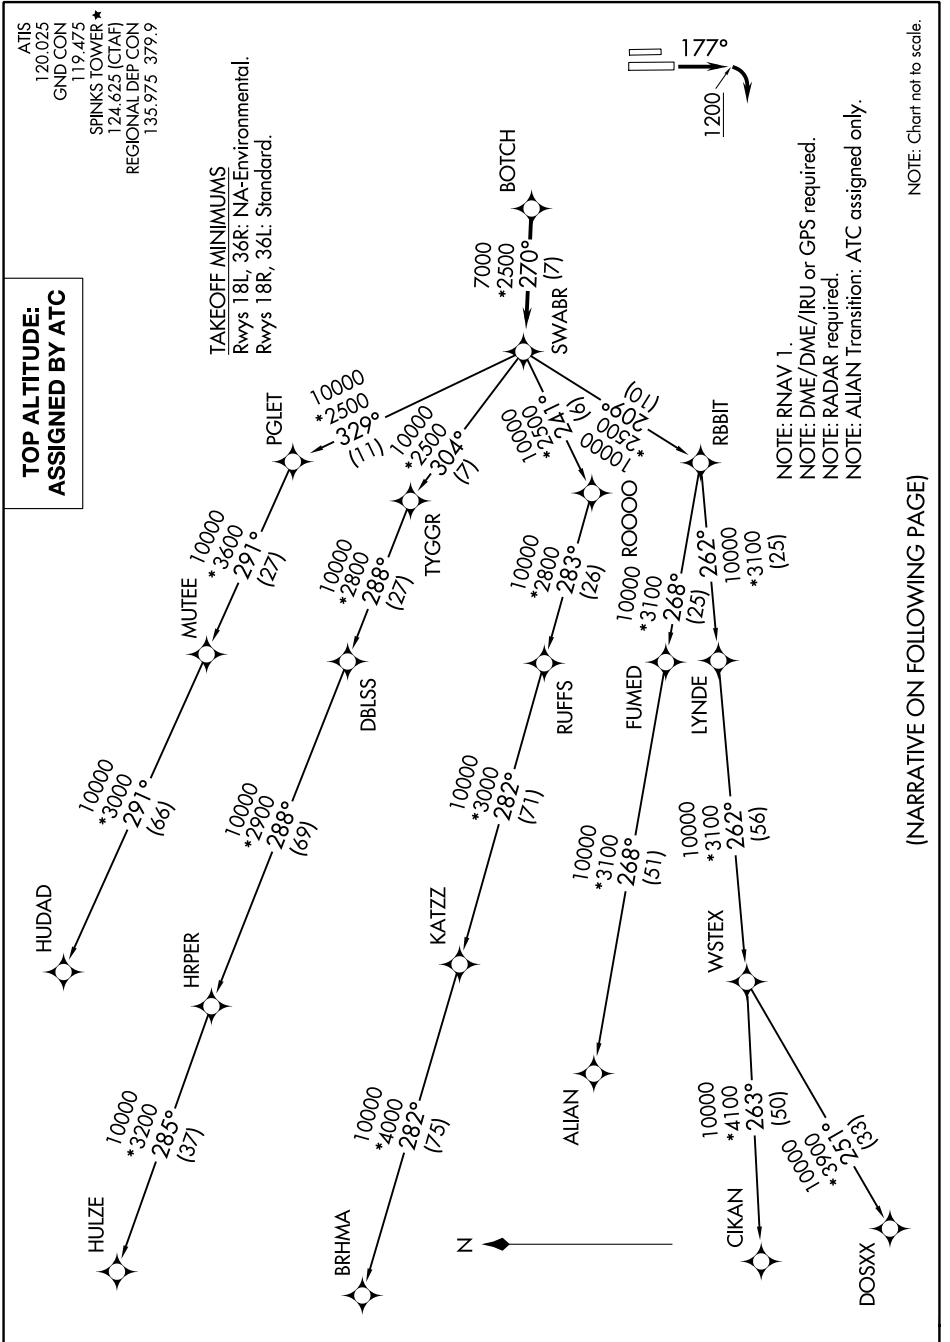 TOP ALTITUDE:
ASSIGNED BY ATC
ATIS
120.025
GND CON
119.475
SPINKS TOWER★
124.625 (CTAF)
REGIONAL DEP CON
135.975 379.9
TAKEOFF MINIMUMS
Rwys 18L, 36R: NA-Environmental.
Rwys 18R, 36L: Standard.
HULZE
10000
*3200
285°
(37)
HRPER
10000
*2900
288°
(69)
DBLSS
10000
*2800
288°
(27)
TYGGR
10000
*2500
304°
(7)
HUDAD
10000
*3000
291°
(66)
MUTEE
10000
*3600
291°
(27)
PGLET
10000
*2500
329°
(11)
BRHMA
10000
*4000
282°
(75)
KATZZ
10000
*3000
282°
(71)
RUFFS
10000
*2800
283°
(26)
ROOOO
10000
*2500
241°
(6)
SWABR
7000
*2500
270°
(7)
BOTCH
ALIAN
10000
*3100
268°
(51)
FUMED
10000
*3100
268°
(25)
RBBIT
10000
*2500
209°
(10)
CIKAN
10000
*4100
263°
(50)
WSTEX
10000
*3100
262°
(56)
LYNDE
262°
10000
*3100
(25)
DOSXX
10000
*3900
251°
(33)
N
177°
1200
NOTE: RNAV 1.
NOTE: DME/DME/IRU or GPS required.
NOTE: RADAR required.
NOTE: ALIAN Transition: ATC assigned only.
(NARRATIVE ON FOLLOWING PAGE)
NOTE: Chart not to scale.